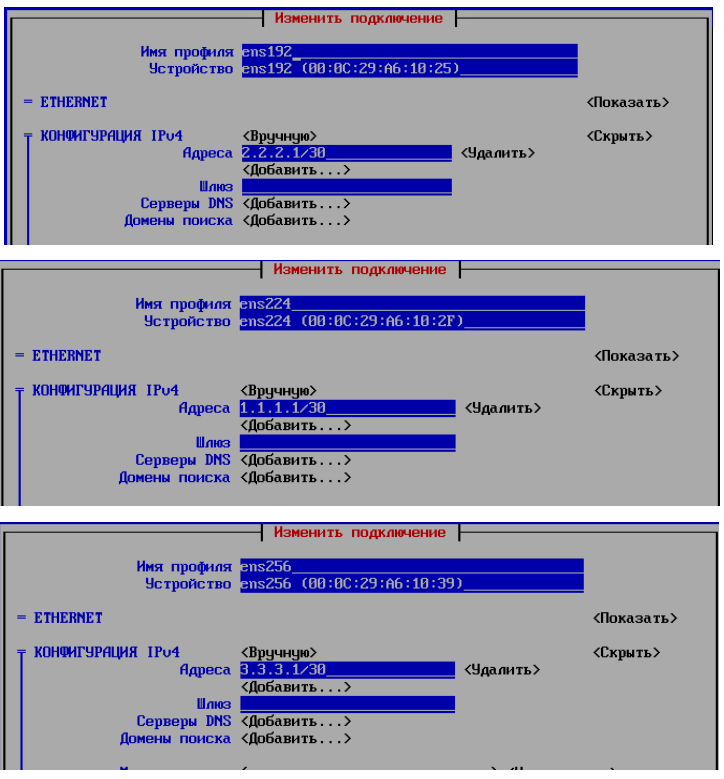 Изменить подключение
Имя профиля ens192
Устройство ens192 (00:0C:29:A6:10:25)
= ETHERNET <Показать>
КОНФИГУРАЦИЯ IPv4 <Вручную> <Скрыть>
Адреса 2.2.2.1/30 <Удалить>
<Добавить...>
Шлюз
Серверы DNS <Добавить...>
Домены поиска <Добавить...>
Изменить подключение
Имя профиля ens224
Устройство ens224 (00:0C:29:A6:10:2F)
= ETHERNET <Показать>
КОНФИГУРАЦИЯ IPv4 <Вручную> <Скрыть>
Адреса 1.1.1.1/30 <Удалить>
<Добавить...>
Шлюз
Серверы DNS <Добавить...>
Домены поиска <Добавить...>
Изменить подключение
Имя профиля ens256
Устройство ens256 (00:0C:29:A6:10:39)
= ETHERNET <Показать>
КОНФИГУРАЦИЯ IPv4 <Вручную> <Скрыть>
Адреса 3.3.3.1/30 <Удалить>
<Добавить...>
Шлюз
Серверы DNS <Добавить...>
Домены поиска <Добавить...>